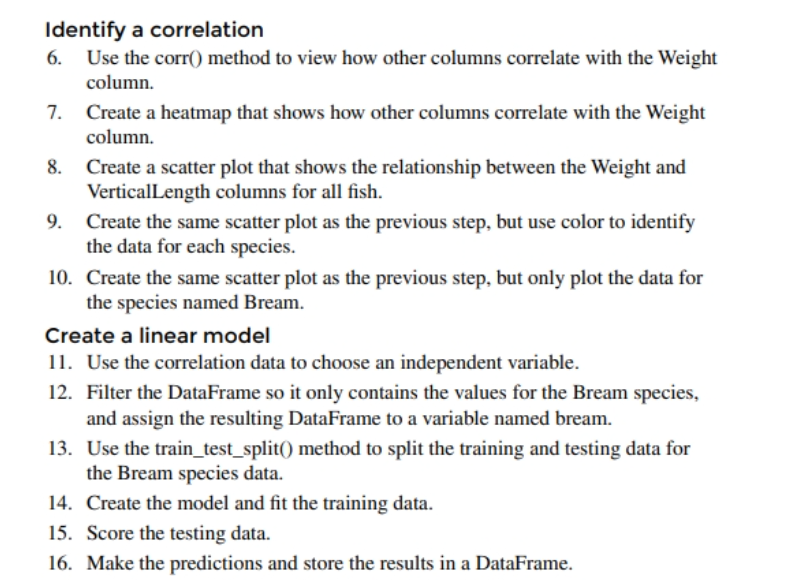 Identify a correlation
6. Use the corr() method to view how other columns correlate with the Weight
column.
7. Create a heatmap that shows how other columns correlate with the Weight
column.
8. Create a scatter plot that shows the relationship between the Weight and
VerticalLength columns for all fish.
9. Create the same scatter plot as the previous step, but use color to identify
the data for each species.
10. Create the same scatter plot as the previous step, but only plot the data for
the species named Bream.
Create a linear model
11. Use the correlation data to choose an independent variable.
12. Filter the DataFrame so it only contains the values for the Bream species,
and assign the resulting DataFrame to a variable named bream.
13. Use the train_test_split() method to split the training and testing data for
the Bream species data.
14. Create the model and fit the training data.
15. Score the testing data.
16. Make the predictions and store the results in a DataFrame.